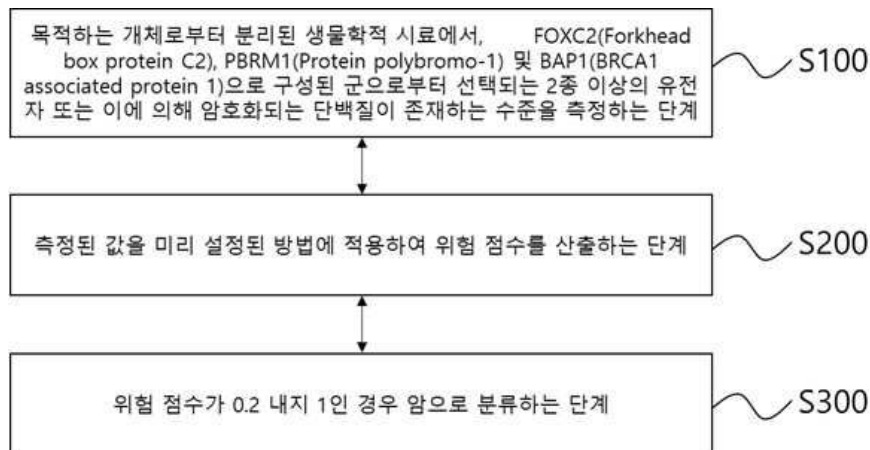 목적하는 개체로부터 분리된 생물학적 시료에서, FOXC2(Forkhead
box protein C2), PBRM1(Protein polybromo-1) 및 BAP1(BRCA1
associated protein 1)으로 구성된 군으로부터 선택되는 2종 이상의 유전
자 또는 이에 의해 암호화되는 단백질이 존재하는 수준을 측정하는 단계
S100
측정된 값을 미리 설정된 방법에 적용하여 위험 점수를 산출하는 단계
S200
위험 점수가 0.2 내지 1인 경우 암으로 분류하는 단계
S300